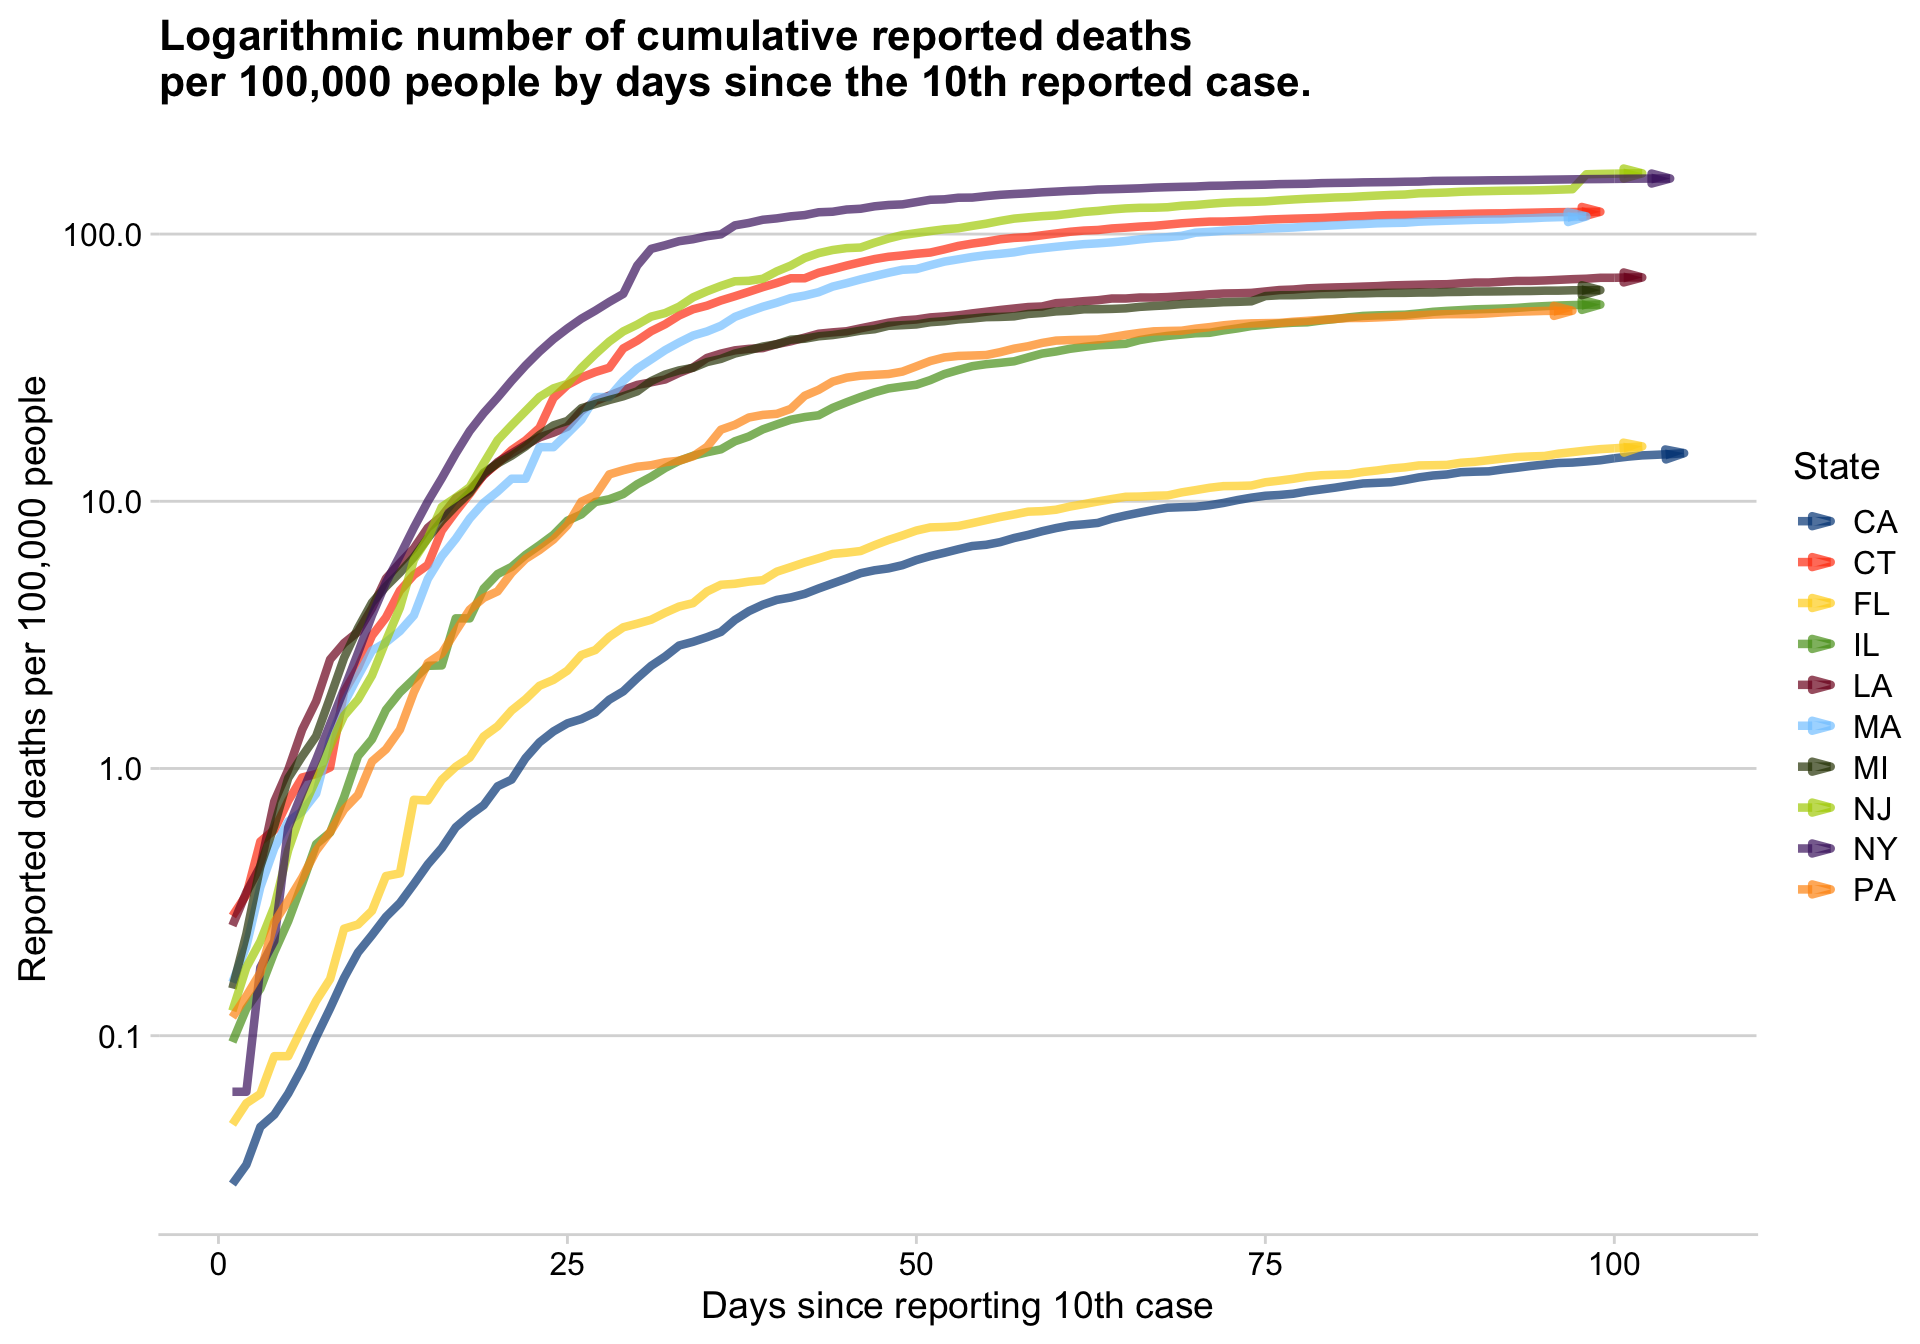 Logarithmic number of cumulative reported deaths
per 100,000 people by days since the 10th reported case.
Reported deaths per 100,000 people
100.0
10.0
1.0
0.1
0
25
50
75
100
Days since reporting 10th case
State
CA
CT
FL
IL
LA
MA
MI
NJ
NY
PA